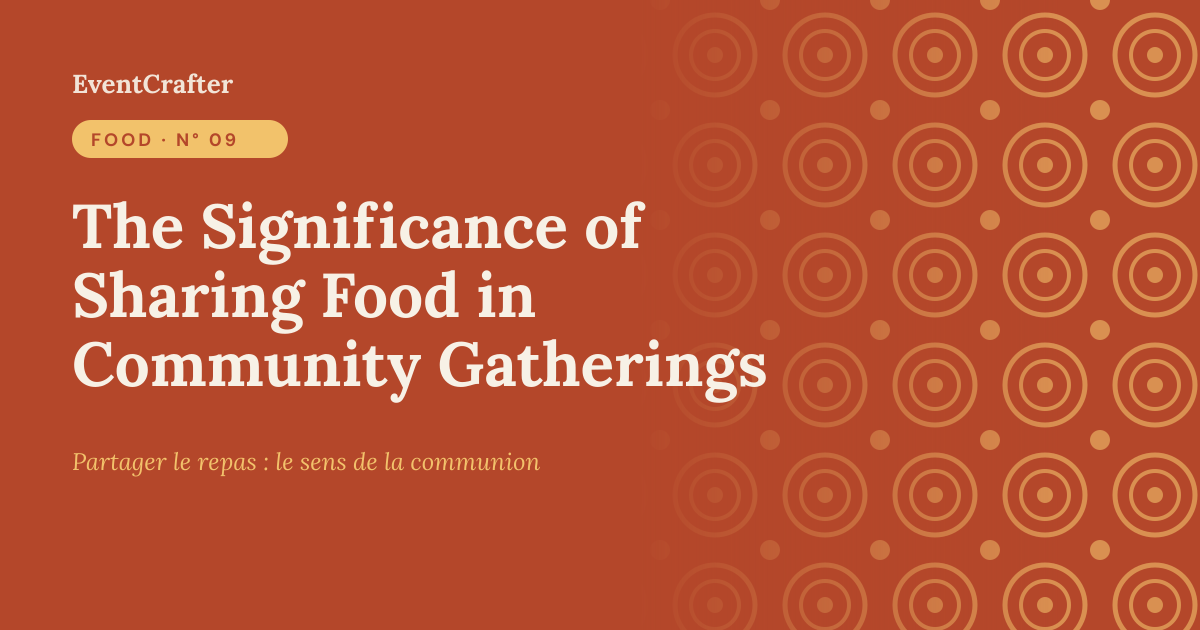 EventCrafter
FOOD · N° 09
The Significance of
Sharing Food in
Community Gatherings
Partager le repas : le sens de la communion